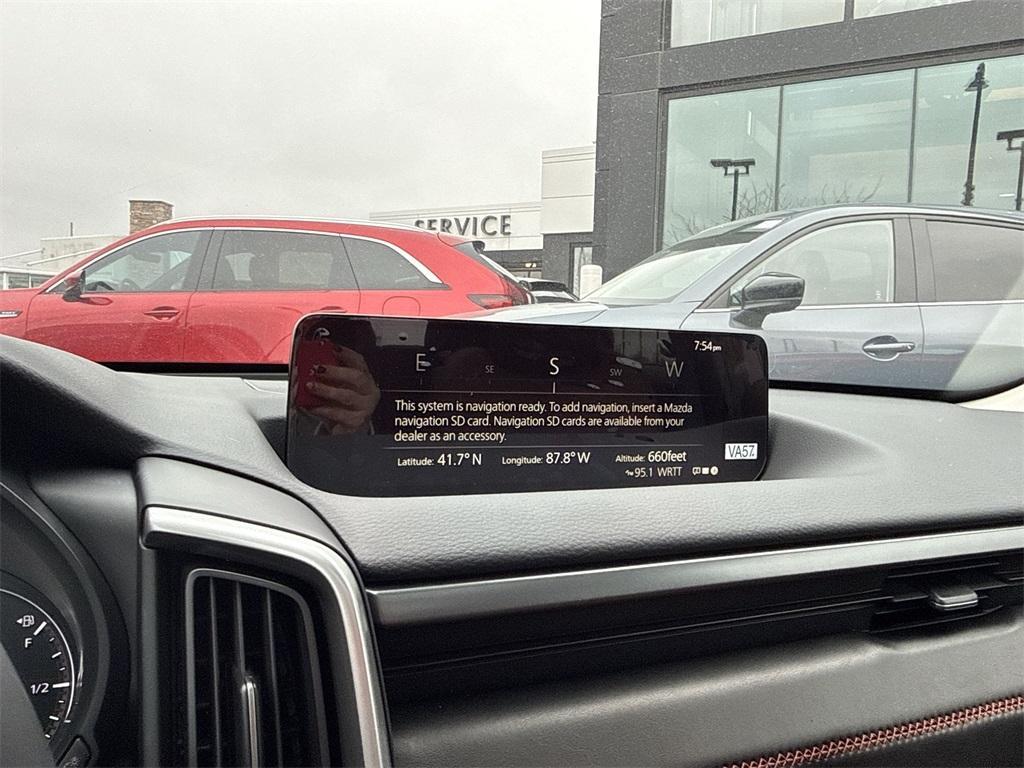 SERVICE
7:54pm
E SE S SW W
This system is navigation ready. To add navigation, insert a Mazda
navigation SD card. Navigation SD cards are available from your
dealer as an accessory.
VA57
Latitude: 41.7° N Longitude: 87.8° W Altitude: 660feet
95.1 WRTT
F
1/2